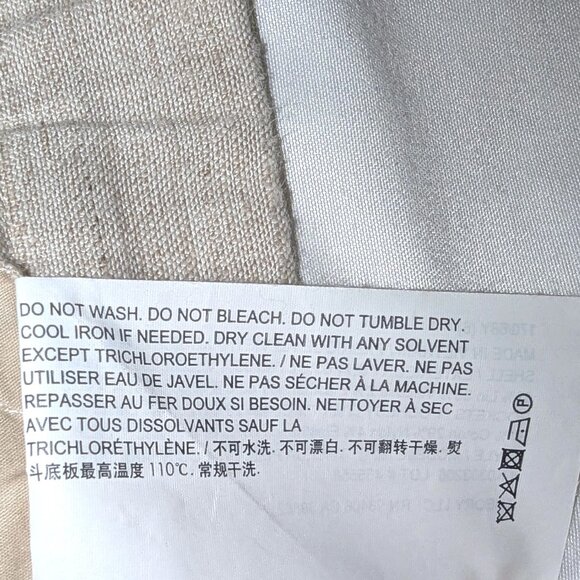 DO NOT WASH. DO NOT BLEACH. DO NOT TUMBLE DRY.
COOL IRON IF NEEDED. DRY CLEAN WITH ANY SOLVENT
EXCEPT TRICHLOROETHYLENE. / NE PAS LAVER. NE PAS
UTILISER EAU DE JAVEL. NE PAS SÉCHER À LA MACHINE.
REPASSER AU FER DOUX SI BESOIN. NETTOYER À SEC
AVEC TOUS DISSOLVANTS SAUF LA
TRICHLORÉTHYLÈNE. / 不可水洗. 不可漂白. 不可翻转干燥. 熨
斗底板最高温度 110℃. 常规干洗.
P